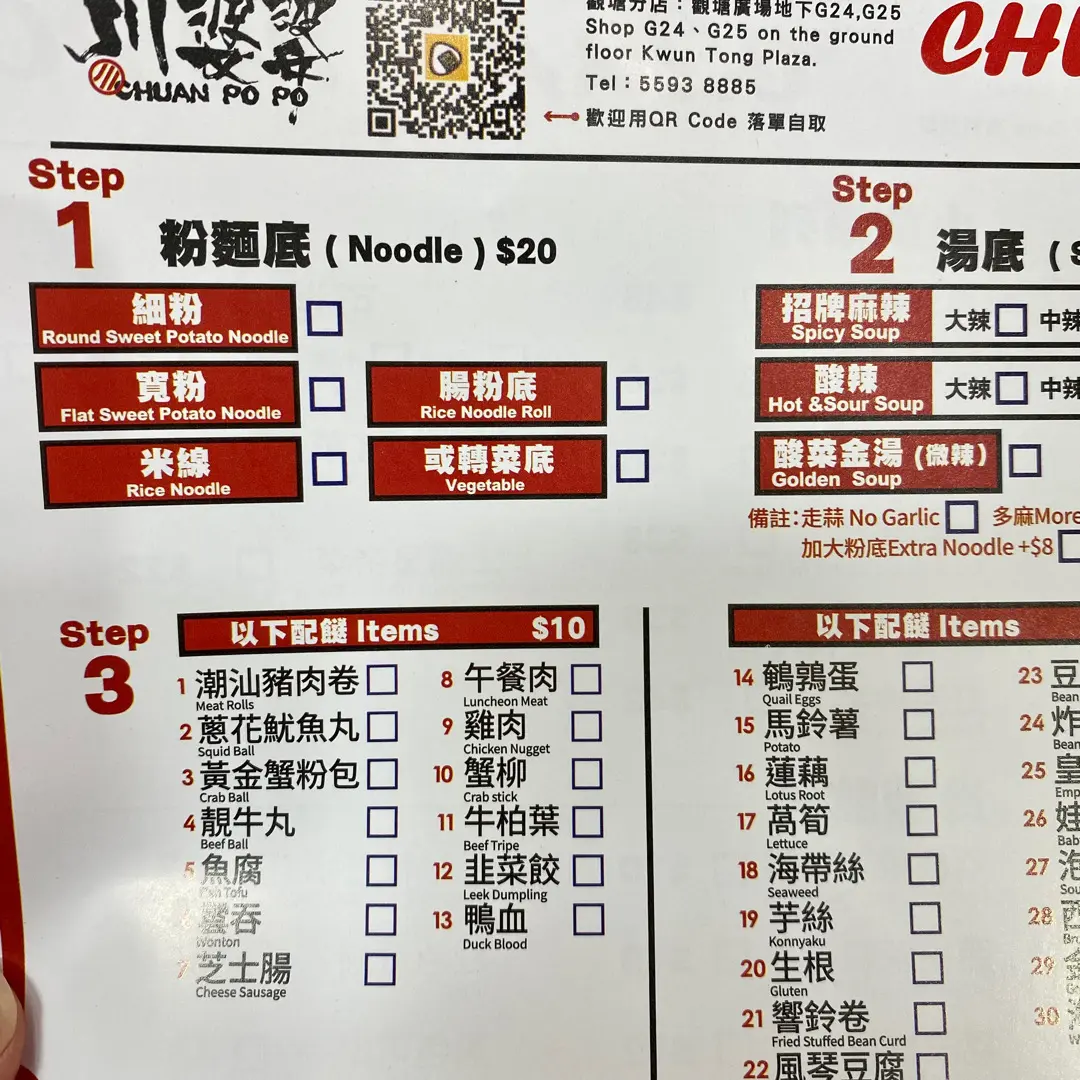 川婆婆
CHUAN PO PO
觀塘分店：觀塘廣場地下G24,G25
Shop G24、G25 on the ground
floor Kwun Tong Plaza.
Tel：5593 8885
歡迎用QR Code 落單自取
Step
1
粉麵底 ( Noodle ) $20
細粉
Round Sweet Potato Noodle
寬粉
Flat Sweet Potato Noodle
腸粉底
Rice Noodle Roll
米線
Rice Noodle
或轉菜底
Vegetable
Step
2
湯底
招牌麻辣
Spicy Soup
大辣
中辣
酸辣
Hot &Sour Soup
大辣
中辣
酸菜金湯 (微辣)
Golden Soup
備註:走蒜 No Garlic
多麻More
加大粉底Extra Noodle +$8
Step
3
以下配餸 Items $10
1 潮汕豬肉卷
Meat Rolls
2 蔥花魷魚丸
Squid Ball
3 黃金蟹粉包
Crab Ball
4 靚牛丸
Beef Ball
5 魚腐
Fish Tofu
雲吞
Wonton
7 芝士腸
Cheese Sausage
8 午餐肉
Luncheon Meat
9 雞肉
Chicken Nugget
10 蟹柳
Crab stick
11 牛柏葉
Beef Tripe
12 韭菜餃
Leek Dumpling
13 鴨血
Duck Blood
以下配餸 Items
14 鵪鶉蛋
Quail Eggs
15 馬鈴薯
Potato
16 蓮藕
Lotus Root
17 萵筍
Lettuce
18 海帶絲
Seaweed
19 芋絲
Konnyaku
20 生根
Gluten
21 響鈴卷
Fried Stuffed Bean Curd
22 風琴豆腐
23 豆
Bean
24 炸
Bean
25 皇
26 娃
27
28
29
30